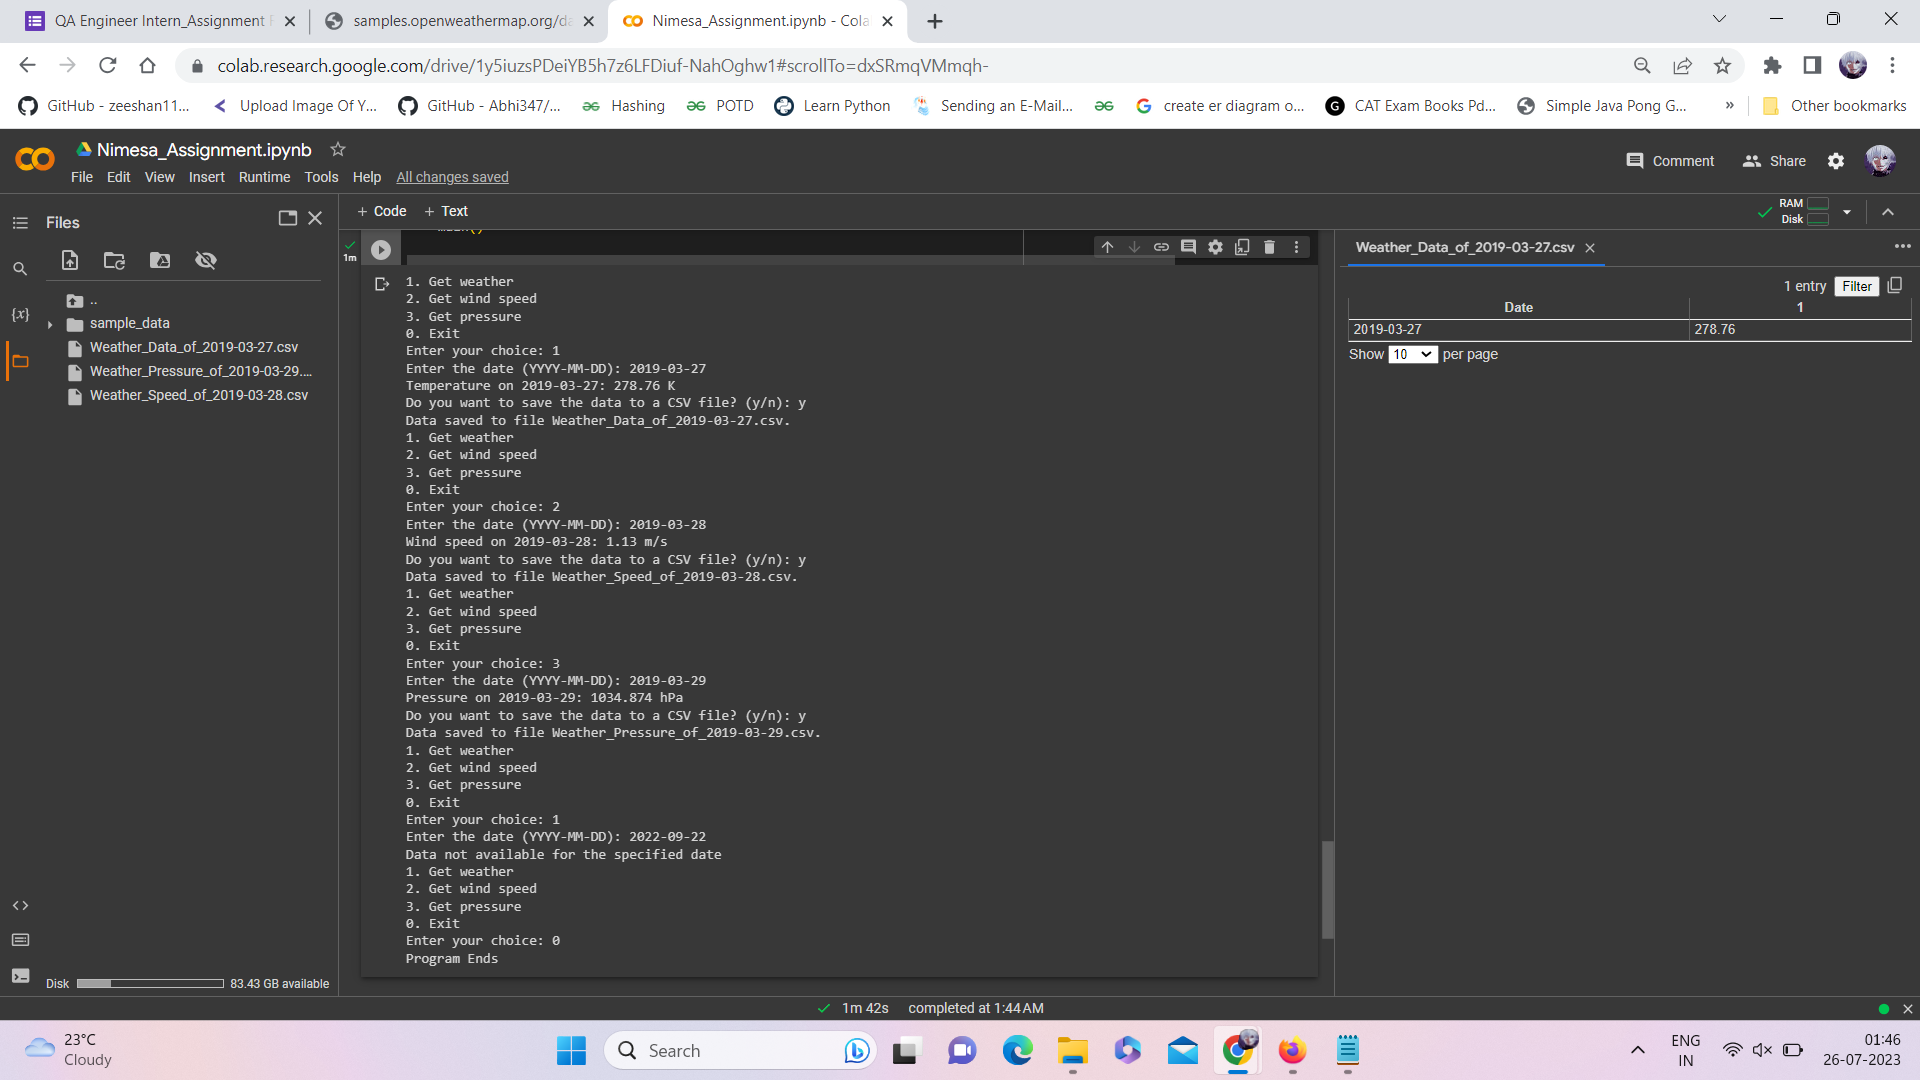 QA Engineer Intern_Assignment
samples.openweathermap.org/da
Nimesa_Assignment.ipynb - Cola
colab.research.google.com/drive/1y5iuzsPDeiYB5h7z6LFDiuf-NahOghw1#scrollTo=dxSRmqVMmqh-
GitHub - zeeshan11...
Upload Image Of Y...
GitHub - Abhi347/...
Hashing
POTD
Learn Python
Sending an E-Mail...
create er diagram o...
CAT Exam Books Pd...
Simple Java Pong G...
»
Other bookmarks
Nimesa_Assignment.ipynb
Comment
Share
File Edit View Insert Runtime Tools Help All changes saved
Files
+ Code + Text
RAM
Disk
..
sample_data
Weather_Data_of_2019-03-27.csv
Weather_Pressure_of_2019-03-29....
Weather_Speed_of_2019-03-28.csv
{x}
Disk
83.43 GB available
1m
1. Get weather
2. Get wind speed
3. Get pressure
0. Exit
Enter your choice: 1
Enter the date (YYYY-MM-DD): 2019-03-27
Temperature on 2019-03-27: 278.76 K
Do you want to save the data to a CSV file? (y/n): y
Data saved to file Weather_Data_of_2019-03-27.csv.
1. Get weather
2. Get wind speed
3. Get pressure
0. Exit
Enter your choice: 2
Enter the date (YYYY-MM-DD): 2019-03-28
Wind speed on 2019-03-28: 1.13 m/s
Do you want to save the data to a CSV file? (y/n): y
Data saved to file Weather_Speed_of_2019-03-28.csv.
1. Get weather
2. Get wind speed
3. Get pressure
0. Exit
Enter your choice: 3
Enter the date (YYYY-MM-DD): 2019-03-29
Pressure on 2019-03-29: 1034.874 hPa
Do you want to save the data to a CSV file? (y/n): y
Data saved to file Weather_Pressure_of_2019-03-29.csv.
1. Get weather
2. Get wind speed
3. Get pressure
0. Exit
Enter your choice: 1
Enter the date (YYYY-MM-DD): 2022-09-22
Data not available for the specified date
1. Get weather
2. Get wind speed
3. Get pressure
0. Exit
Enter your choice: 0
Program Ends
Weather_Data_of_2019-03-27.csv
1 entry Filter
Date 1
2019-03-27 278.76
Show 10 per page
1m 42s completed at 1:44 AM
23°C
Cloudy
Search
ENG
IN
01:46
26-07-2023